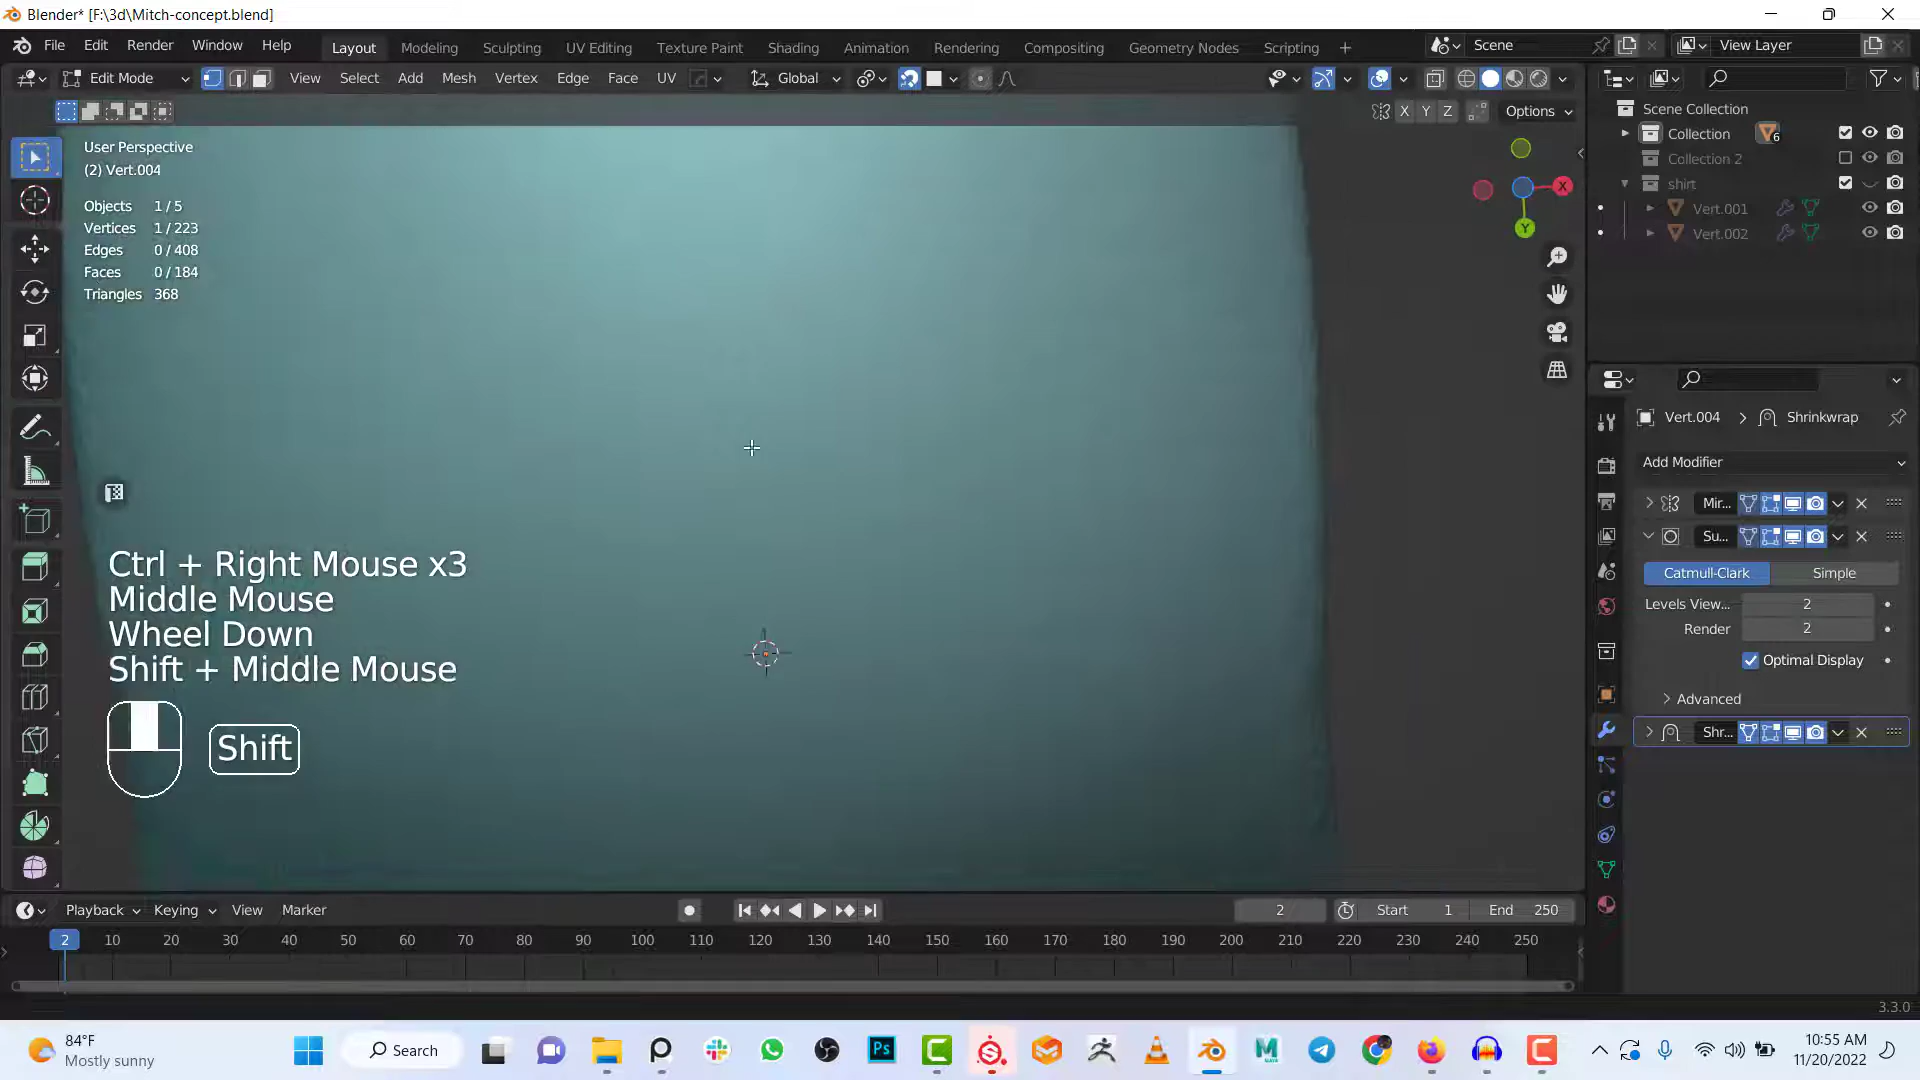 Blender* [F:\3d\Mitch-concept.blend]
File Edit Render Window Help Layout Modeling Sculpting UV Editing Texture Paint Shading Animation Rendering Compositing Geometry Nodes Scripting + Scene View Layer
Edit Mode View Select Add Mesh Vertex Edge Face UV Global
X Y Z Options
Scene Collection
Collection 6
Collection 2
shirt
Vert.001
Vert.002
User Perspective
(2) Vert.004
Objects 1 / 5
Vertices 1 / 223
Edges 0 / 408
Faces 0 / 184
Triangles 368
X
Y
Vert.004 > Shrinkwrap
Add Modifier
Mir...
Su...
Catmull-Clark Simple
Levels View... 2
Render 2
Optimal Display
Advanced
Shr...
Ctrl + Right Mouse x3
Middle Mouse
Wheel Down
Shift + Middle Mouse
Shift
Playback Keying View Marker 2 Start 1 End 250
2 10 20 30 40 50 60 70 80 90 100 110 120 130 140 150 160 170 180 190 200 210 220 230 240 250
3.3.0
84°F
Mostly sunny
Search
Ps
10:55 AM
11/20/2022